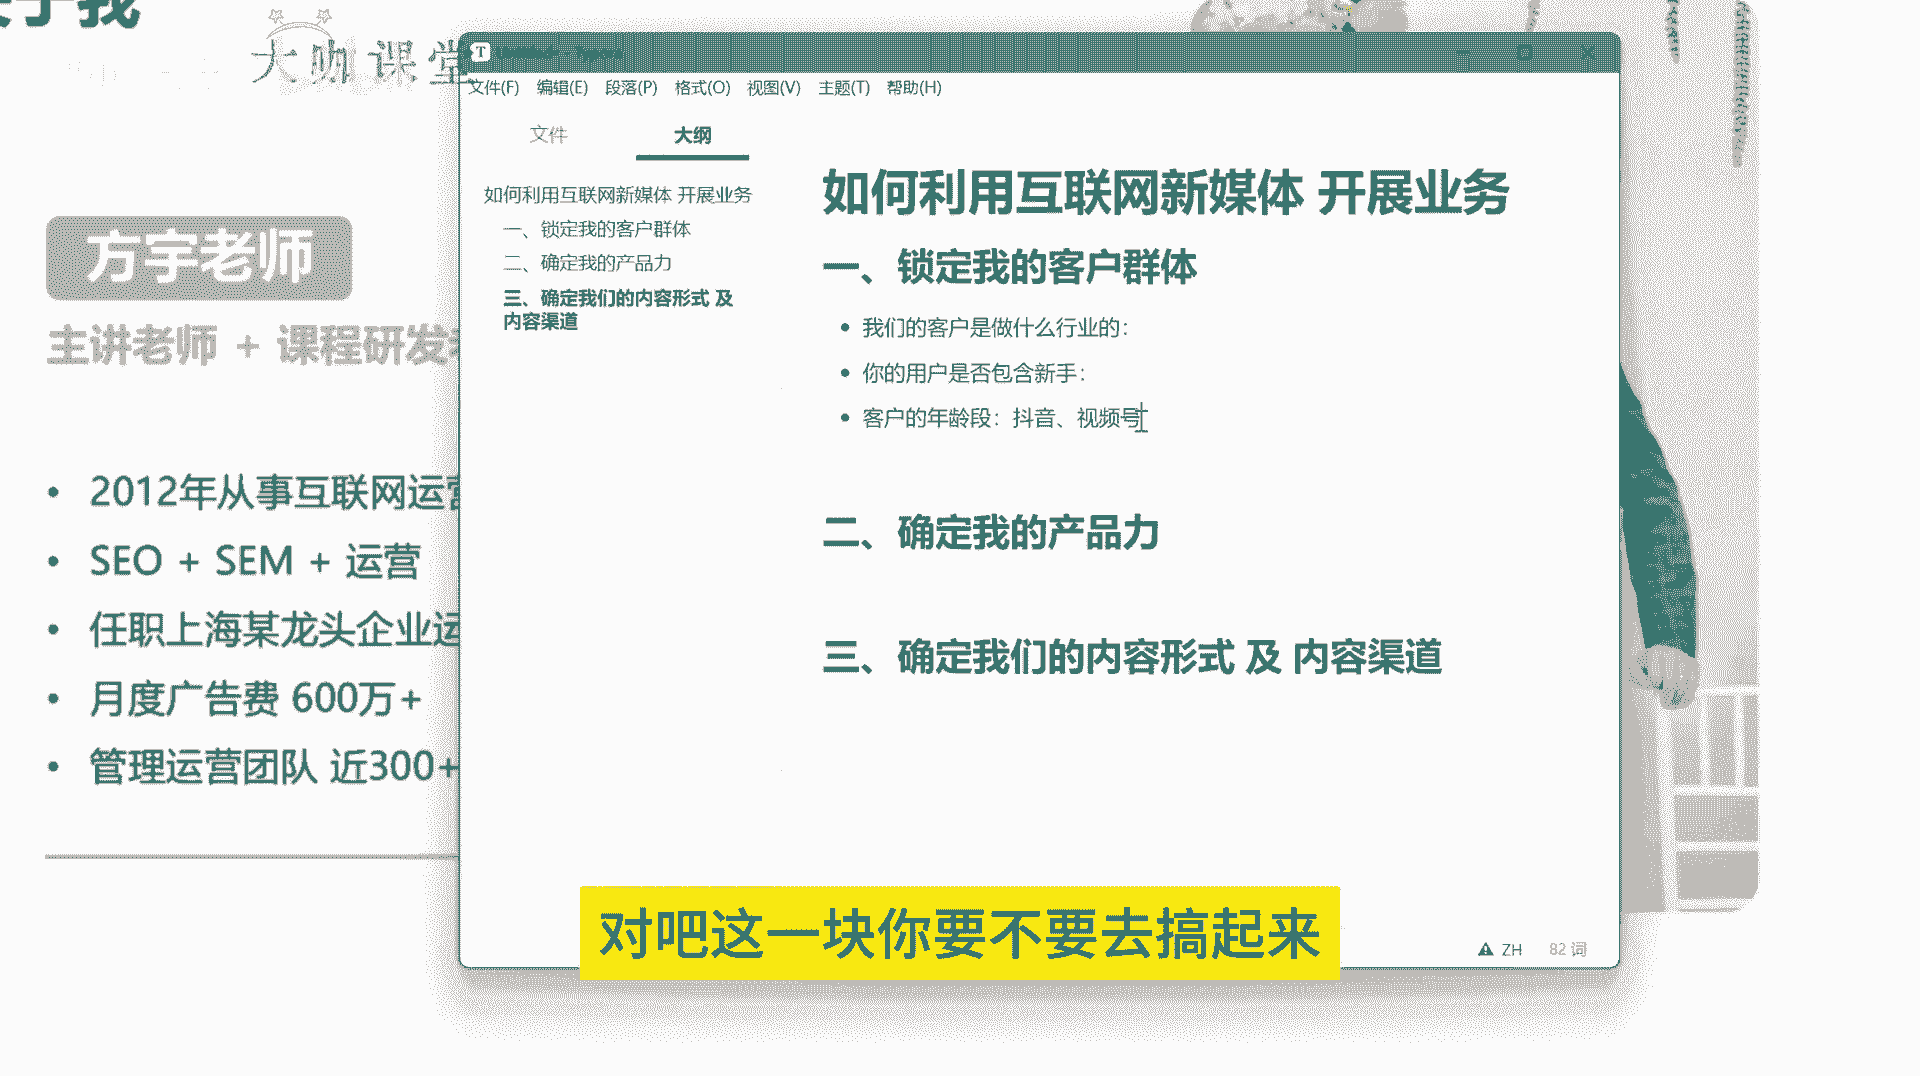 大咖课堂
方宇老师
主讲老师 + 课程研发
2012年从事互联网运营
SEO + SEM + 运营
任职上海某龙头企业运
月度广告费 600万+
管理运营团队 近300+
文件(F) 编辑(E) 段落(P) 格式(O) 视图(V) 主题(T) 帮助(H)
文件 大纲
如何利用互联网新媒体 开展业务
一、锁定我的客户群体
二、确定我的产品力
三、确定我们的内容形式 及
内容渠道
如何利用互联网新媒体 开展业务
一、锁定我的客户群体
我们的客户是做什么行业的：
你的用户是否包含新手：
客户的年龄段：抖音、视频号
二、确定我的产品力
三、确定我们的内容形式 及 内容渠道
对吧这一块你要不要去搞起来
ZH 82 词